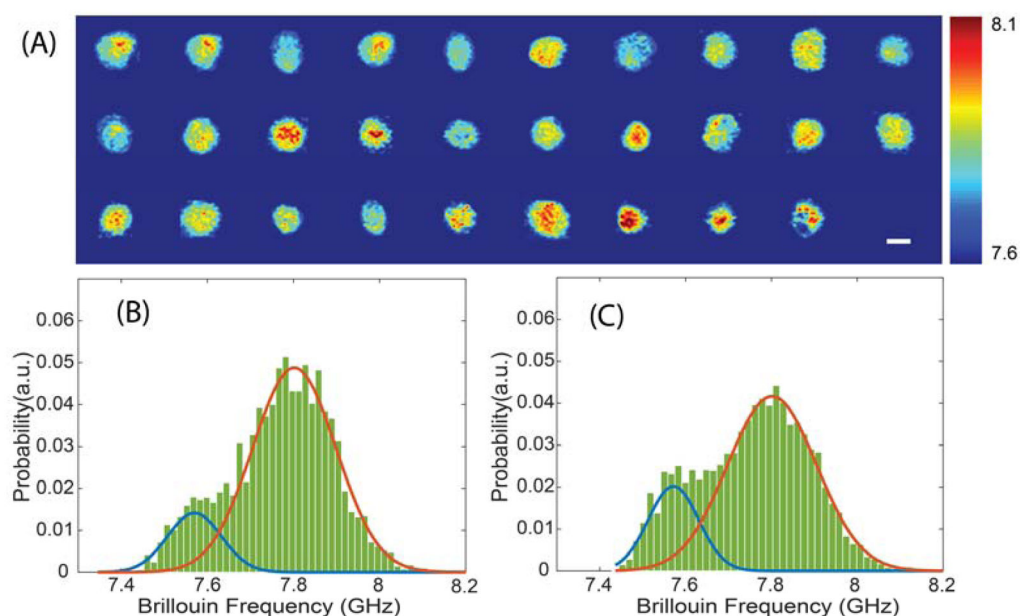 (A)
8.1
7.6
(B)
0.06
0.05
0.04
0.03
0.02
0.01
0
Probability(a.u.)
7.4 7.6 7.8 8 8.2
Brillouin Frequency (GHz)
(C)
0.06
0.05
0.04
0.03
0.02
0.01
0
Probability(a.u.)
7.4 7.6 7.8 8 8.2
Brillouin Frequency (GHz)